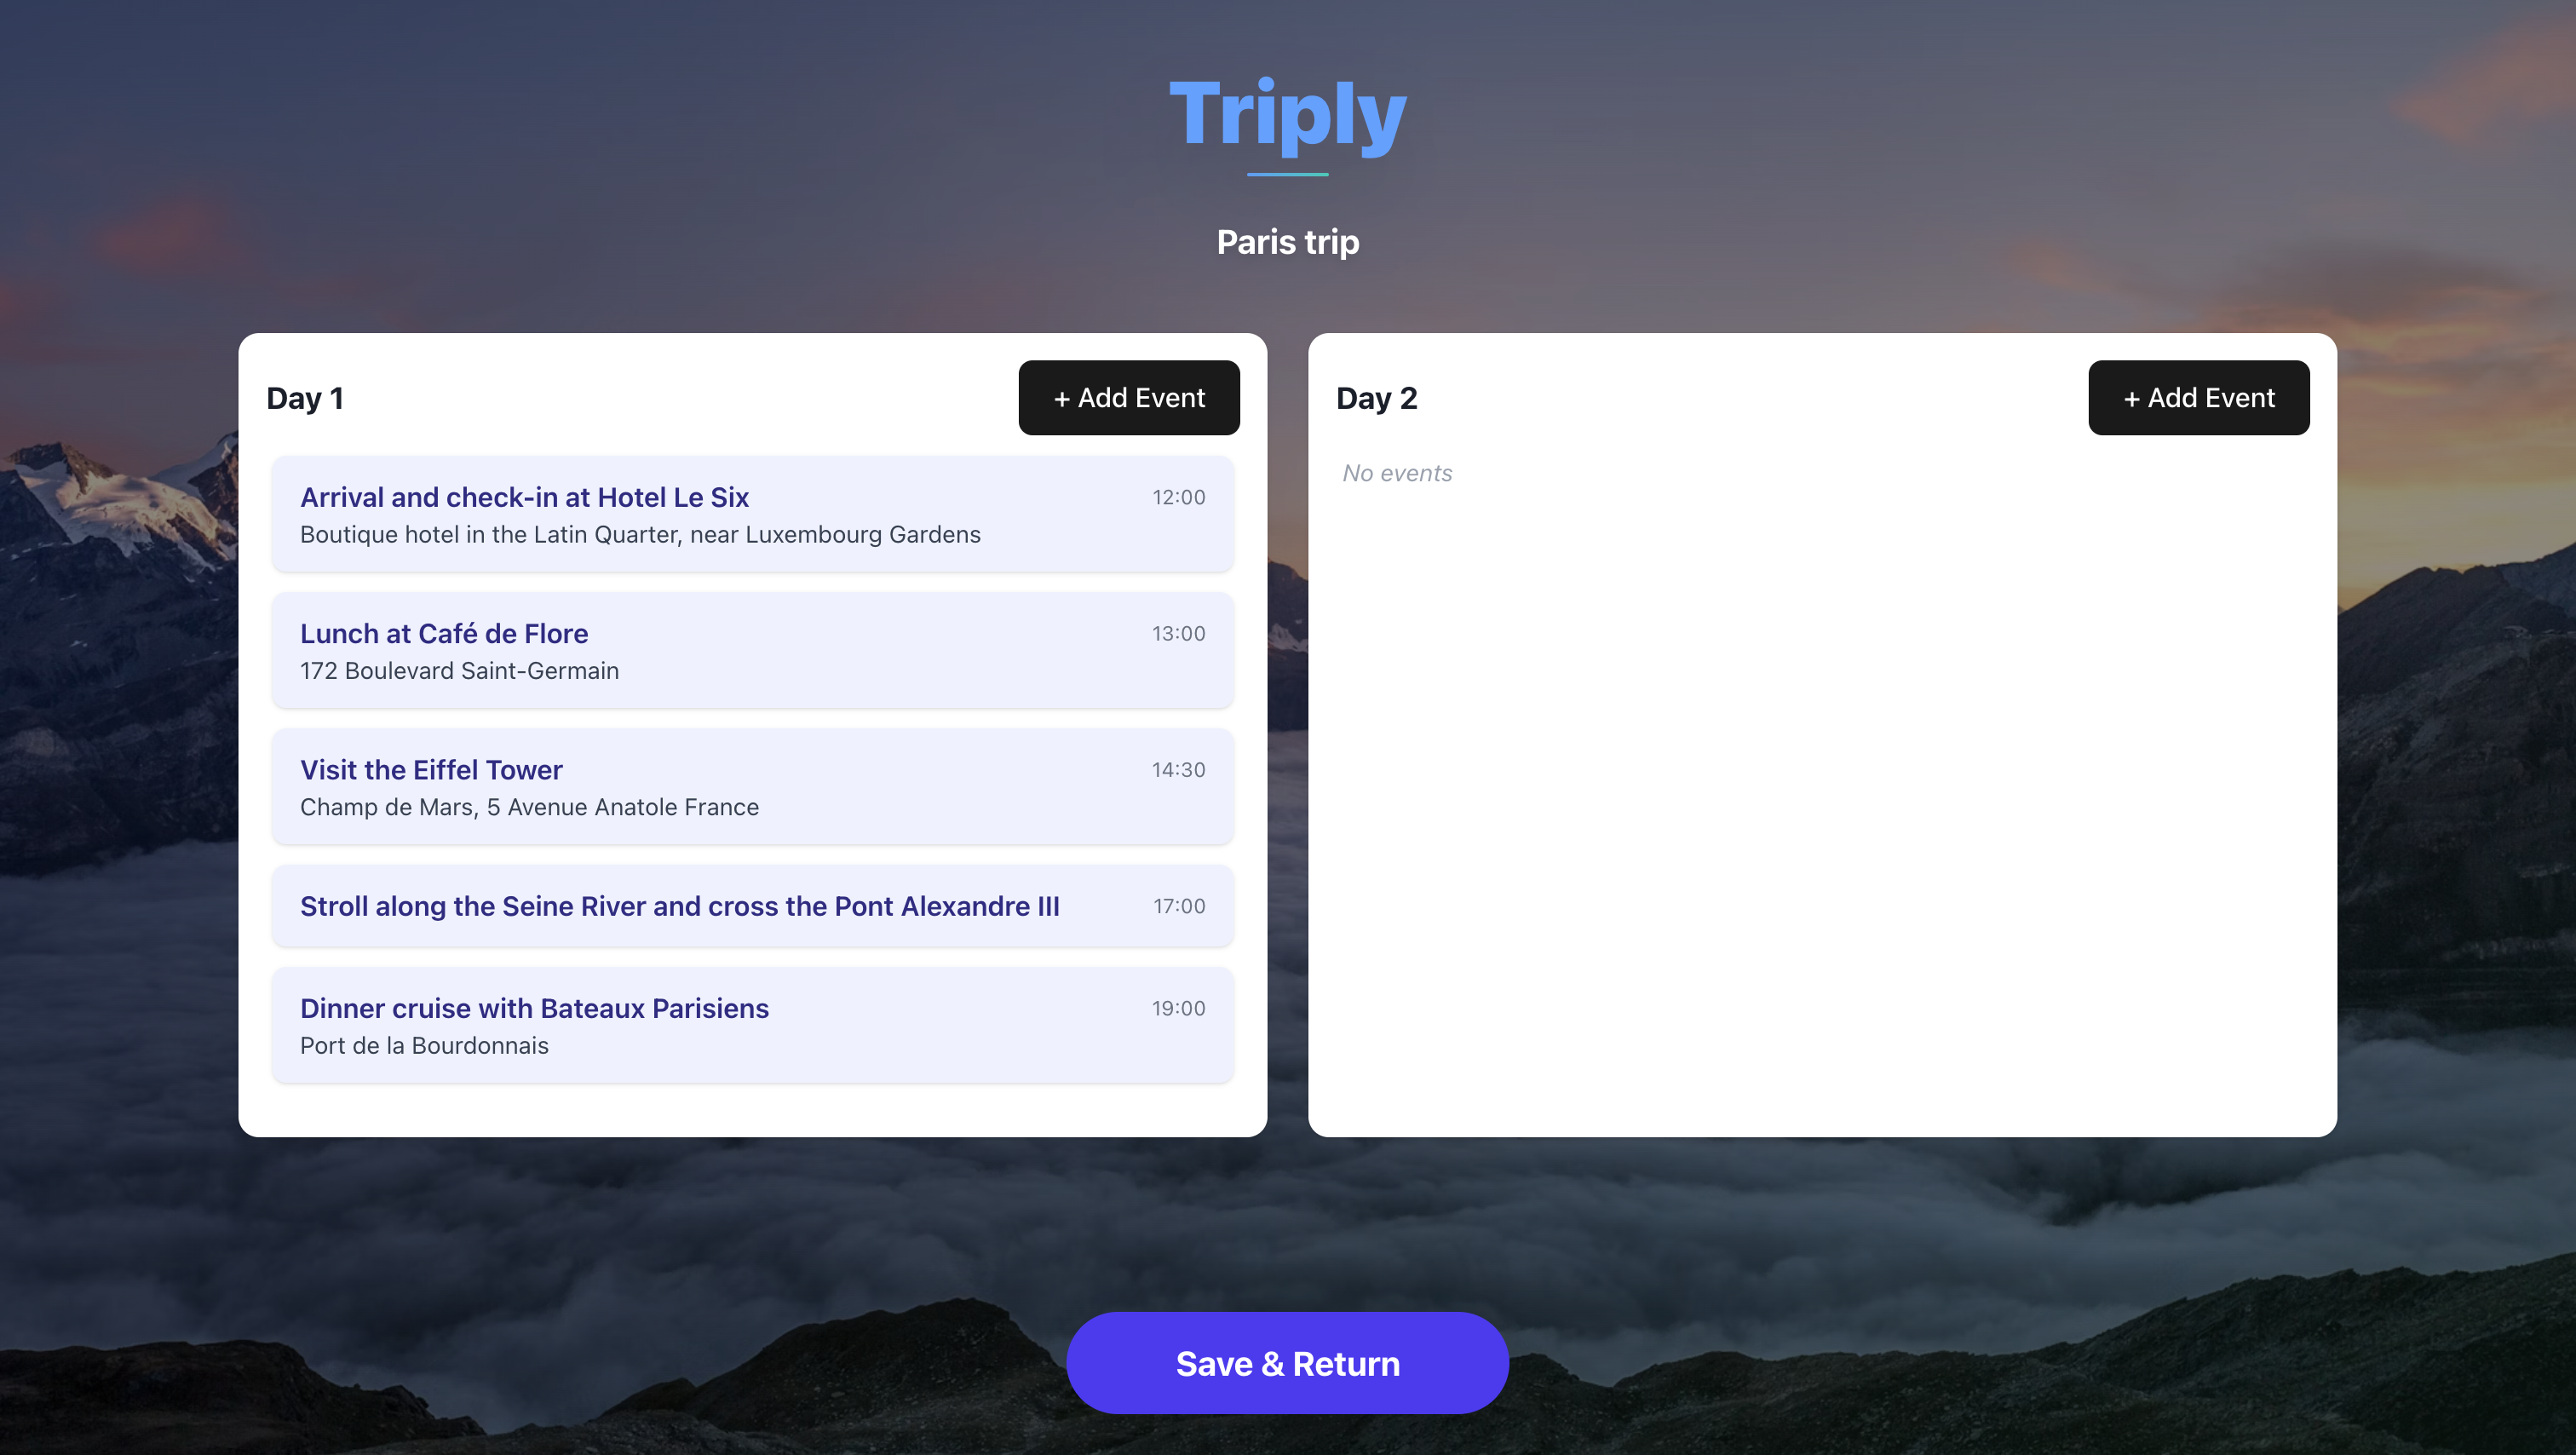 Triply
Paris trip
Day 1
+ Add Event
Arrival and check-in at Hotel Le Six
12:00
Boutique hotel in the Latin Quarter, near Luxembourg Gardens
Lunch at Café de Flore
13:00
172 Boulevard Saint-Germain
Visit the Eiffel Tower
14:30
Champ de Mars, 5 Avenue Anatole France
Stroll along the Seine River and cross the Pont Alexandre III
17:00
Dinner cruise with Bateaux Parisiens
19:00
Port de la Bourdonnais
Day 2
+ Add Event
No events
Save & Return